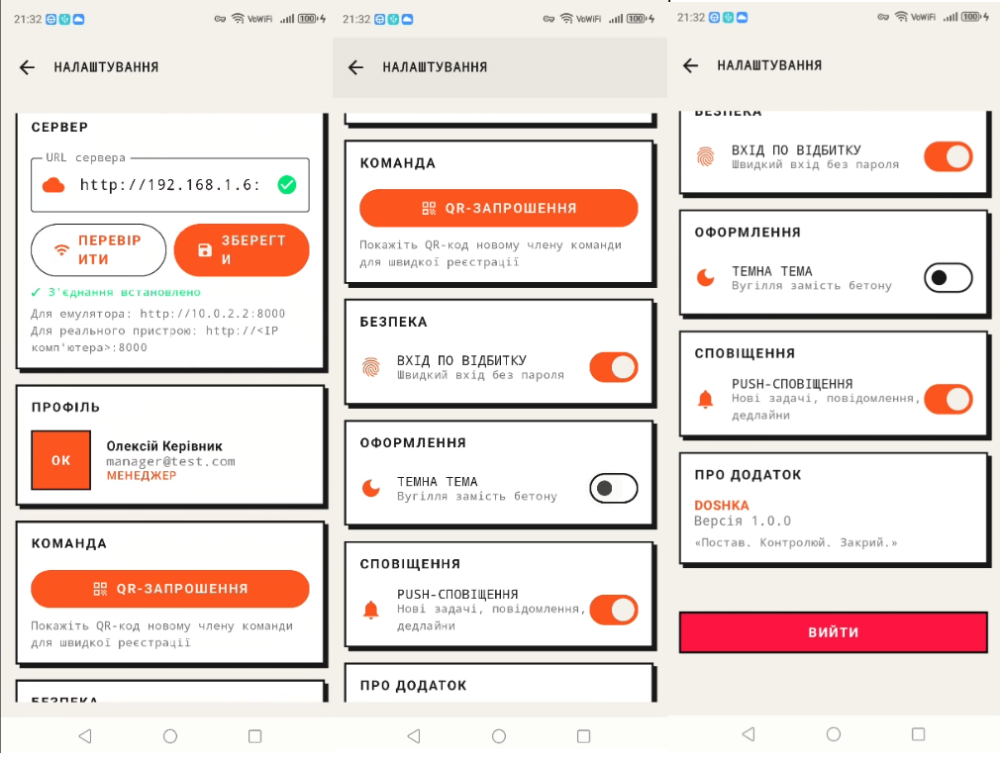 21:32
VoWiFi
100
НАЛАШТУВАННЯ
СЕРВЕР
URL сервера
http://192.168.1.6:
ПЕРЕВІР
ИТИ
ЗБЕРЕГТ
И
✓ З'єднання встановлено
Для емулятора: http://10.0.2.2:8000
Для реального пристрою: http://<IP
комп'ютера>:8000
ПРОФІЛЬ
ОК
Олексій Керівник
manager@test.com
МЕНЕДЖЕР
КОМАНДА
QR-ЗАПРОШЕННЯ
Покажіть QR-код новому члену команди
для швидкої реєстрації
БЕЗПЕКА
21:32
VoWiFi
100
НАЛАШТУВАННЯ
КОМАНДА
QR-ЗАПРОШЕННЯ
Покажіть QR-код новому члену команди
для швидкої реєстрації
БЕЗПЕКА
ВХІД ПО ВІДБИТКУ
Швидкий вхід без пароля
ОФОРМЛЕННЯ
ТЕМНА ТЕМА
Вугілля замість бетону
СПОВІЩЕННЯ
PUSH-СПОВІЩЕННЯ
Нові задачі, повідомлення,
дедлайни
ПРО ДОДАТОК
21:32
VoWiFi
100
НАЛАШТУВАННЯ
БЕЗПЕКА
ВХІД ПО ВІДБИТКУ
Швидкий вхід без пароля
ОФОРМЛЕННЯ
ТЕМНА ТЕМА
Вугілля замість бетону
СПОВІЩЕННЯ
PUSH-СПОВІЩЕННЯ
Нові задачі, повідомлення,
дедлайни
ПРО ДОДАТОК
DOSHKA
Версія 1.0.0
«Постав. Контролюй. Закрий.»
ВИЙТИ